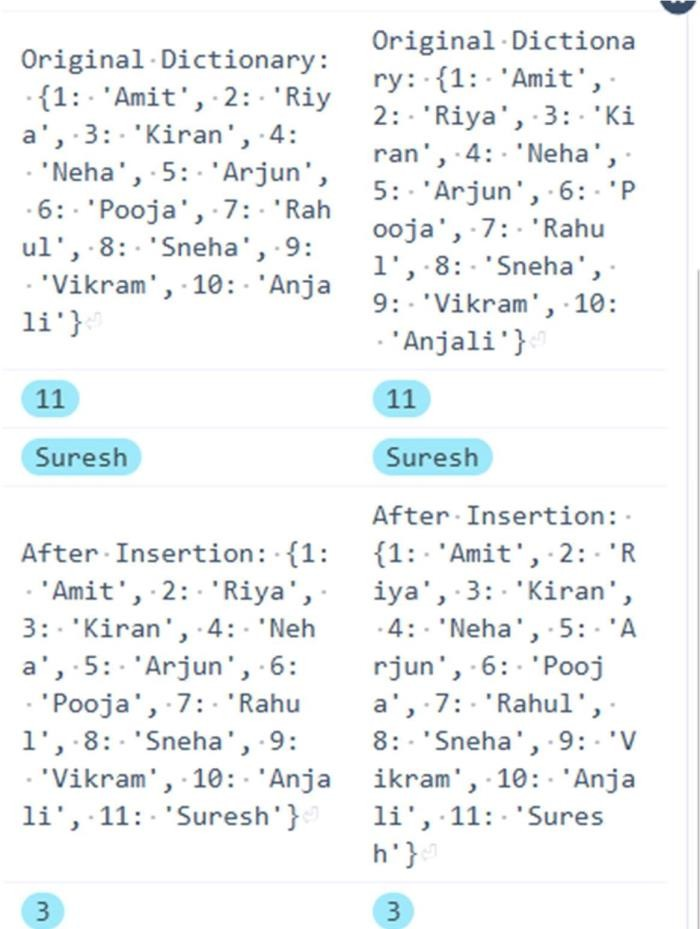 Original Dictionary:
 {1: 'Amit', 2: 'Riy
a', 3: 'Kiran', 4:
 'Neha', 5: 'Arjun',
 6: 'Pooja', 7: 'Rah
ul', 8: 'Sneha', 9:
 'Vikram', 10: 'Anja
li'}
Original Dictiona
ry: {1: 'Amit', 
2: 'Riya', 3: 'Ki
ran', 4: 'Neha', 
5: 'Arjun', 6: 'P
ooja', 7: 'Rahu
l', 8: 'Sneha', 
9: 'Vikram', 10:
 'Anjali'}
11
11
Suresh
Suresh
After Insertion: {1:
 'Amit', 2: 'Riya', 
3: 'Kiran', 4: 'Neh
a', 5: 'Arjun', 6:
 'Pooja', 7: 'Rahu
l', 8: 'Sneha', 9:
 'Vikram', 10: 'Anja
li', 11: 'Suresh'}
After Insertion: 
{1: 'Amit', 2: 'R
iya', 3: 'Kiran',
 4: 'Neha', 5: 'A
rjun', 6: 'Pooj
a', 7: 'Rahul', 
8: 'Sneha', 9: 'V
ikram', 10: 'Anja
li', 11: 'Sures
h'}
3
3